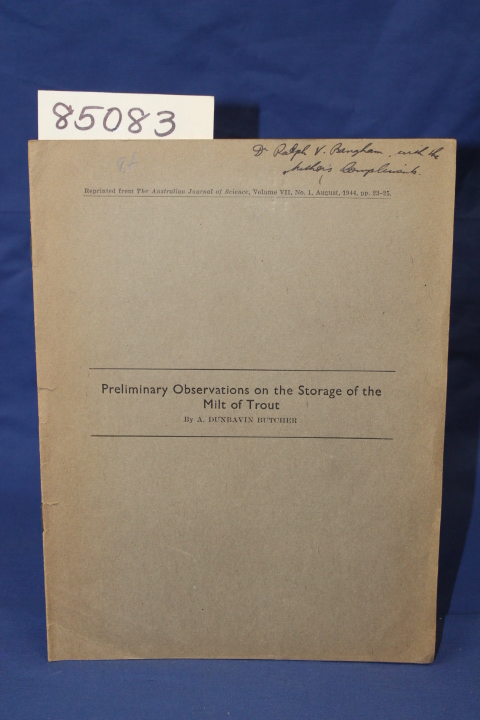 85083
Dr Ralph V. Bangham, with the
Author's Compliments.
Reprinted from The Australian Journal of Science, Volume VII, No. 1, August, 1944, pp. 23-25.
Preliminary Observations on the Storage of the
Milt of Trout
By A. DUNBAVIN BUTCHER